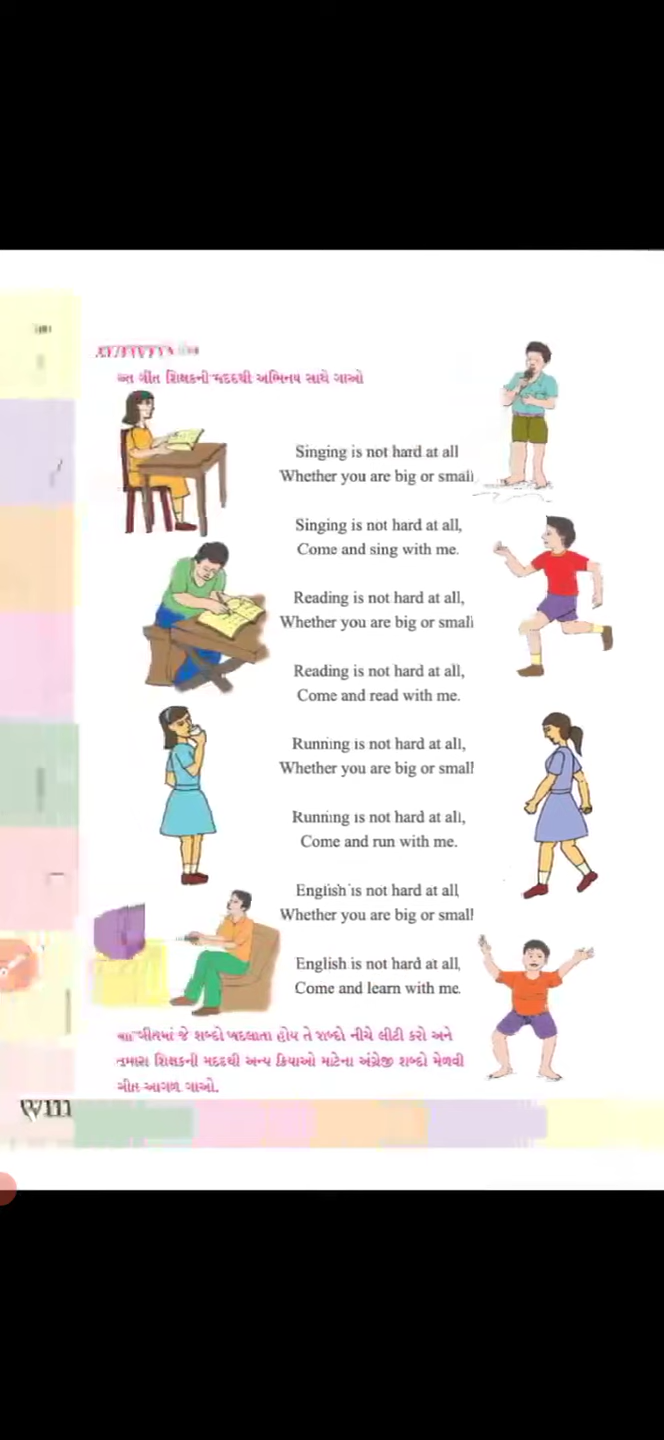 ગીત શિક્ષકની મદદથી અભિનય સાથે ગાઓ
Singing is not hard at all
Whether you are big or small
Singing is not hard at all,
Come and sing with me.
Reading is not hard at all,
Whether you are big or small
Reading is not hard at all,
Come and read with me.
Running is not hard at all,
Whether you are big or small
Running is not hard at all,
Come and run with me.
English is not hard at all,
Whether you are big or small
English is not hard at all,
Come and learn with me.
ગીતમાં જે શબ્દો બદલાતા હોય તે શબ્દો નીચે લીટી કરો અને
તમારા શિક્ષકની મદદથી અન્ય ક્રિયાઓ માટેના અંગ્રેજી શબ્દો મેળવી
ગીત આગળ ગાઓ.